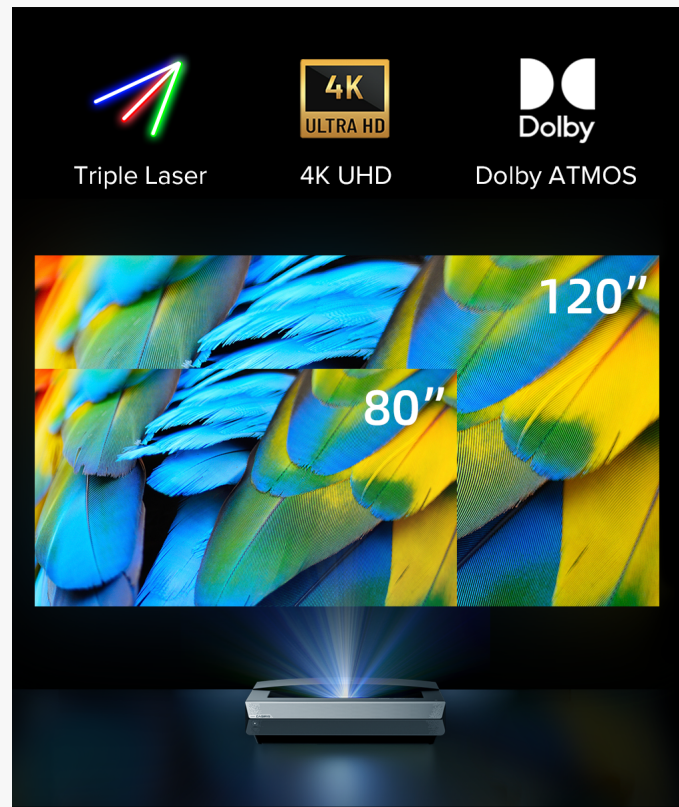 4K
ULTRA HD
Dolby
Triple Laser
4K UHD
Dolby ATMOS
120"
80"